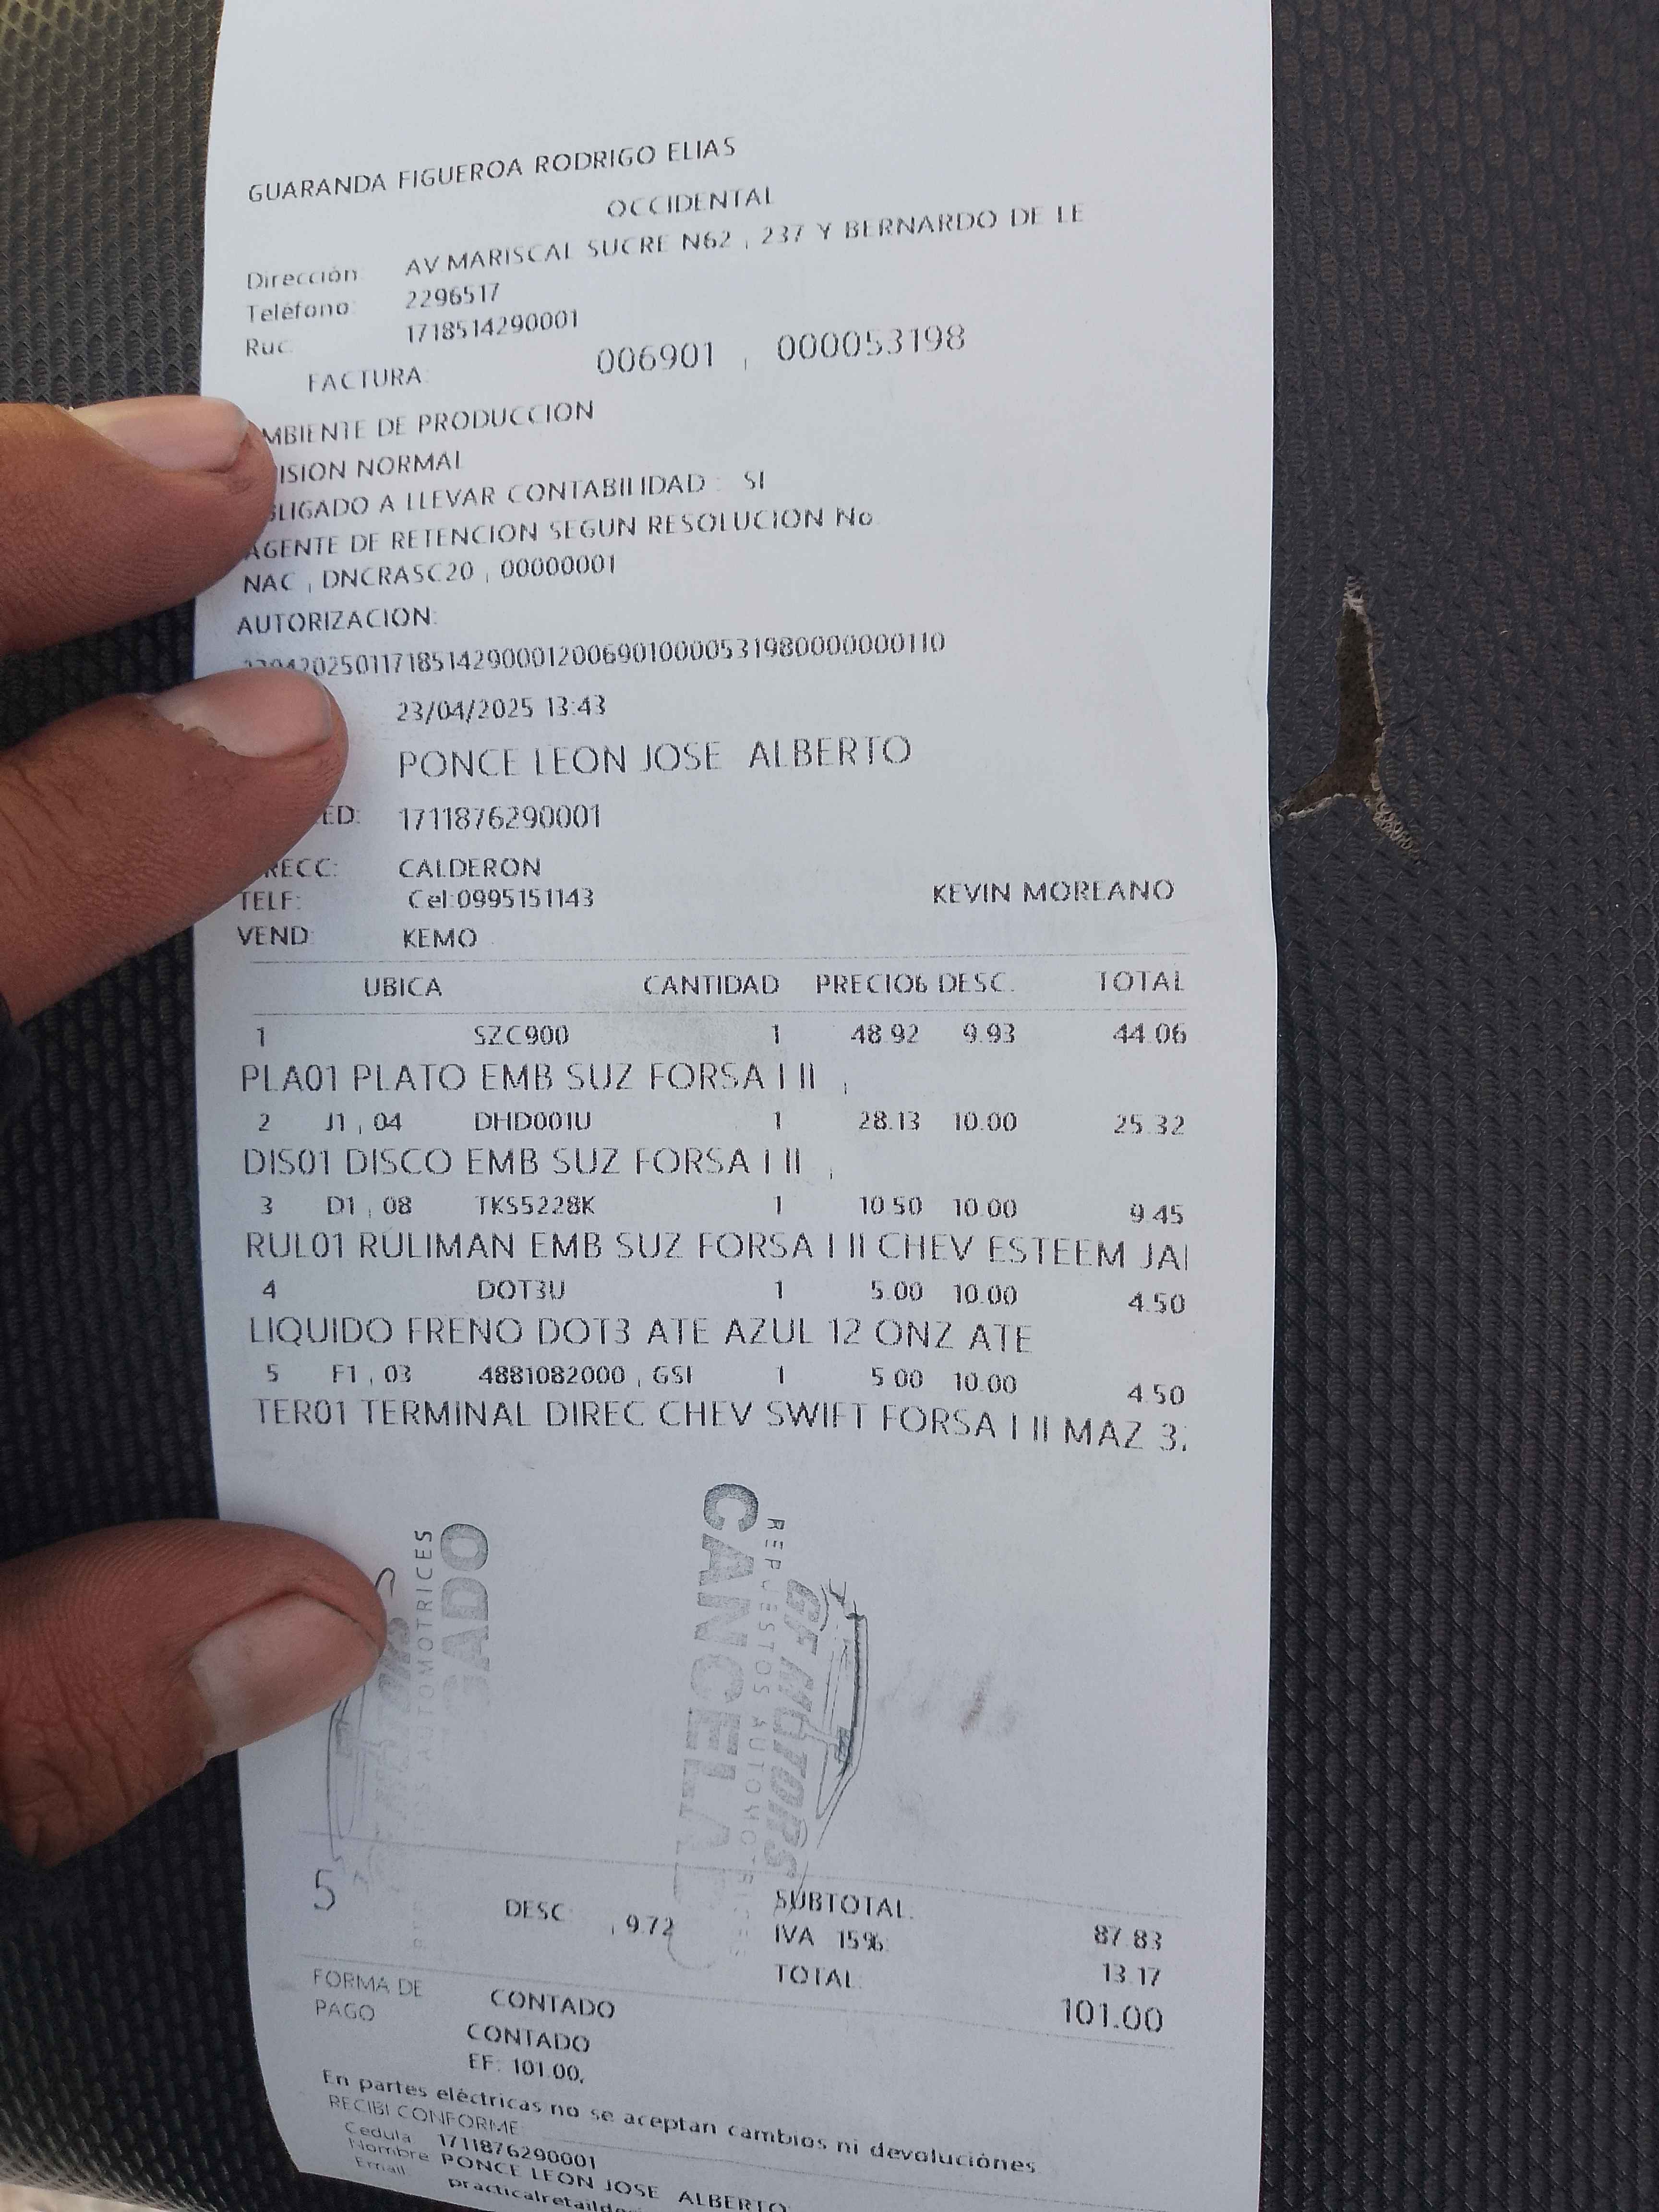 GUARANDA FIGUEROA RODRIGO ELIAS
OCCIDENTAL
Dirección: AV.MARISCAL SUCRE N62 , 237 Y BERNARDO DE LE
Teléfono: 2296517
Ruc: 1718514290001
FACTURA: 006901 , 000053198
MBIENTE DE PRODUCCION
ISION NORMAL
LIGADO A LLEVAR CONTABILIDAD : SI
AGENTE DE RETENCION SEGUN RESOLUCION No.
NAC , DNCRASC20 , 00000001
AUTORIZACION:
2025011718514290001200690100005319800000000110
23/04/2025 13:43
PONCE LEON JOSE ALBERTO
ED: 1711876290001
RECC: CALDERON
TELF: Cel:0995151143 KEVIN MOREANO
VEND: KEMO
UBICA CANTIDAD PRECIO6 DESC. TOTAL
1 SZC900 1 48.92 9.93 44.06
PLA01 PLATO EMB SUZ FORSA I II ,
2 J1 , 04 DHD001U 1 28.13 10.00 25.32
DIS01 DISCO EMB SUZ FORSA I II ,
3 D1 , 08 TKS5228K 1 10.50 10.00 9.45
RUL01 RULIMAN EMB SUZ FORSA I II CHEV ESTEEM JA
4 DOT3U 1 5.00 10.00 4.50
LIQUIDO FRENO DOT3 ATE AZUL 12 ONZ ATE
5 F1 , 03 4881082000 , GSI 1 5.00 10.00 4.50
TER01 TERMINAL DIREC CHEV SWIFT FORSA I II MAZ 3,
GF MOTORS
REPUESTOS AUTOMOTRICES
CANCELA
AUTOMOTRICES
GADO
5 DESC: , 9.72 SUBTOTAL: 87.83
IVA 15% 13.17
TOTAL: 101.00
FORMA DE PAGO CONTADO
CONTADO
EF: 101.00,
En partes eléctricas no se aceptan cambios ni devoluciónes
RECIBI CONFORME:
Cedula 1711876290001
Nombre PONCE LEON JOSE ALBERTO
Email